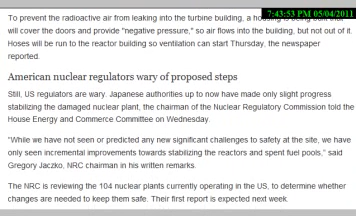 7:43:53 PM 05/04/2011
To prevent the radioactive air from leaking into the turbine building, a housing is being built that
will cover the doors and provide "negative pressure," so air flows into the building, but not out of it.
Hoses will be run to the reactor building so ventilation can start Thursday, the newspaper
reported.
American nuclear regulators wary of proposed steps
Still, US regulators are wary. Japanese authorities up to now have made only slight progress
stabilizing the damaged nuclear plant, the chairman of the Nuclear Regulatory Commission told the
House Energy and Commerce Committee on Wednesday.
"While we have not seen or predicted any new significant challenges to safety at the site, we have
only seen incremental improvements towards stabilizing the reactors and spent fuel pools," said
Gregory Jaczko, NRC chairman in his written remarks.
The NRC is reviewing the 104 nuclear plants currently operating in the US, to determine whether
changes are needed to keep them safe. Their first report is expected next week.